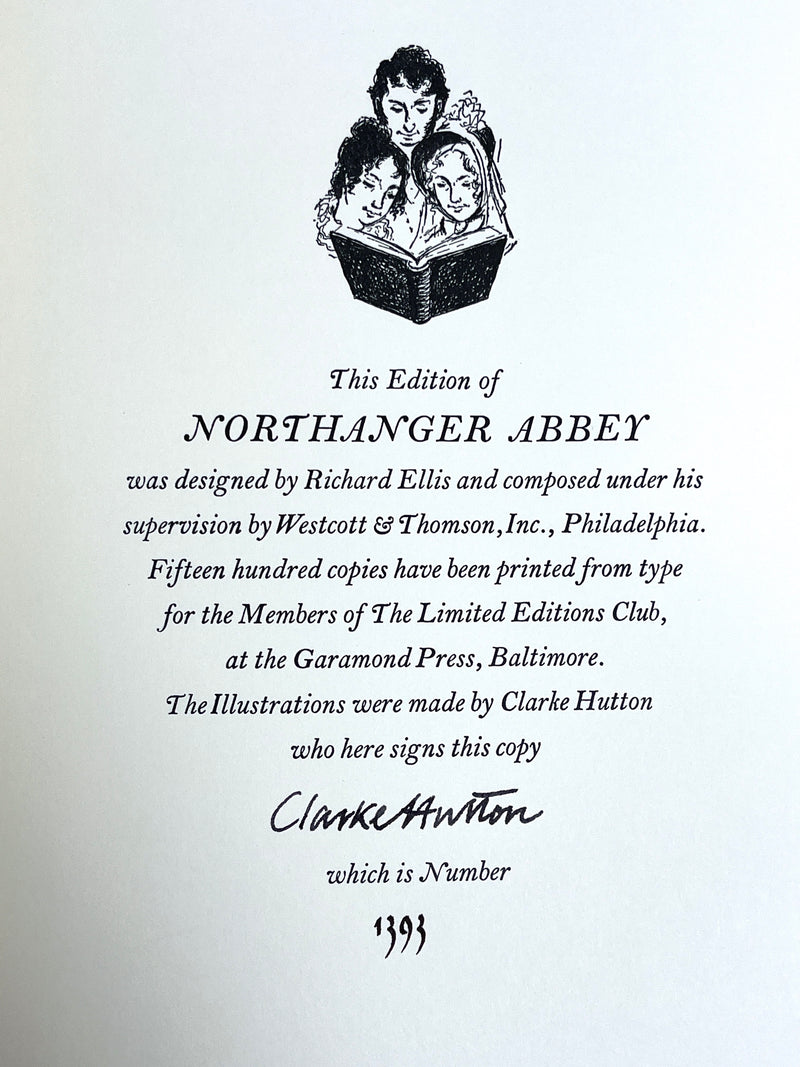 This Edition of
NORTHANGER ABBEY
was designed by Richard Ellis and composed under his
supervision by Westcott & Thomson, Inc., Philadelphia.
Fifteen hundred copies have been printed from type
for the Members of The Limited Editions Club,
at the Garamond Press, Baltimore.
The Illustrations were made by Clarke Hutton
who here signs this copy
Clarke Hutton
which is Number
1393